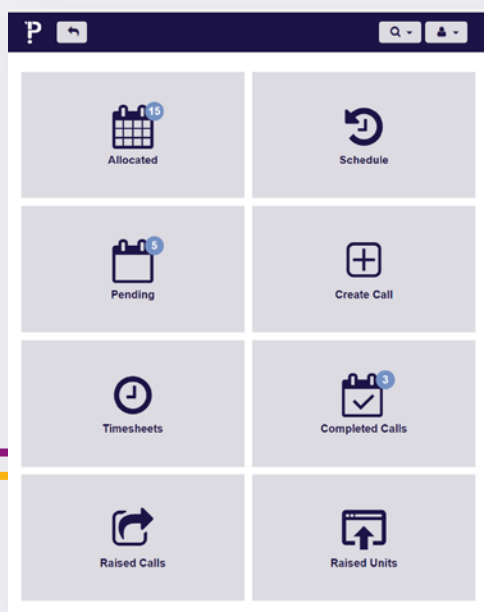 P
15
Allocated
Schedule
5
Pending
Create Call
Timesheets
3
Completed Calls
Raised Calls
Raised Units